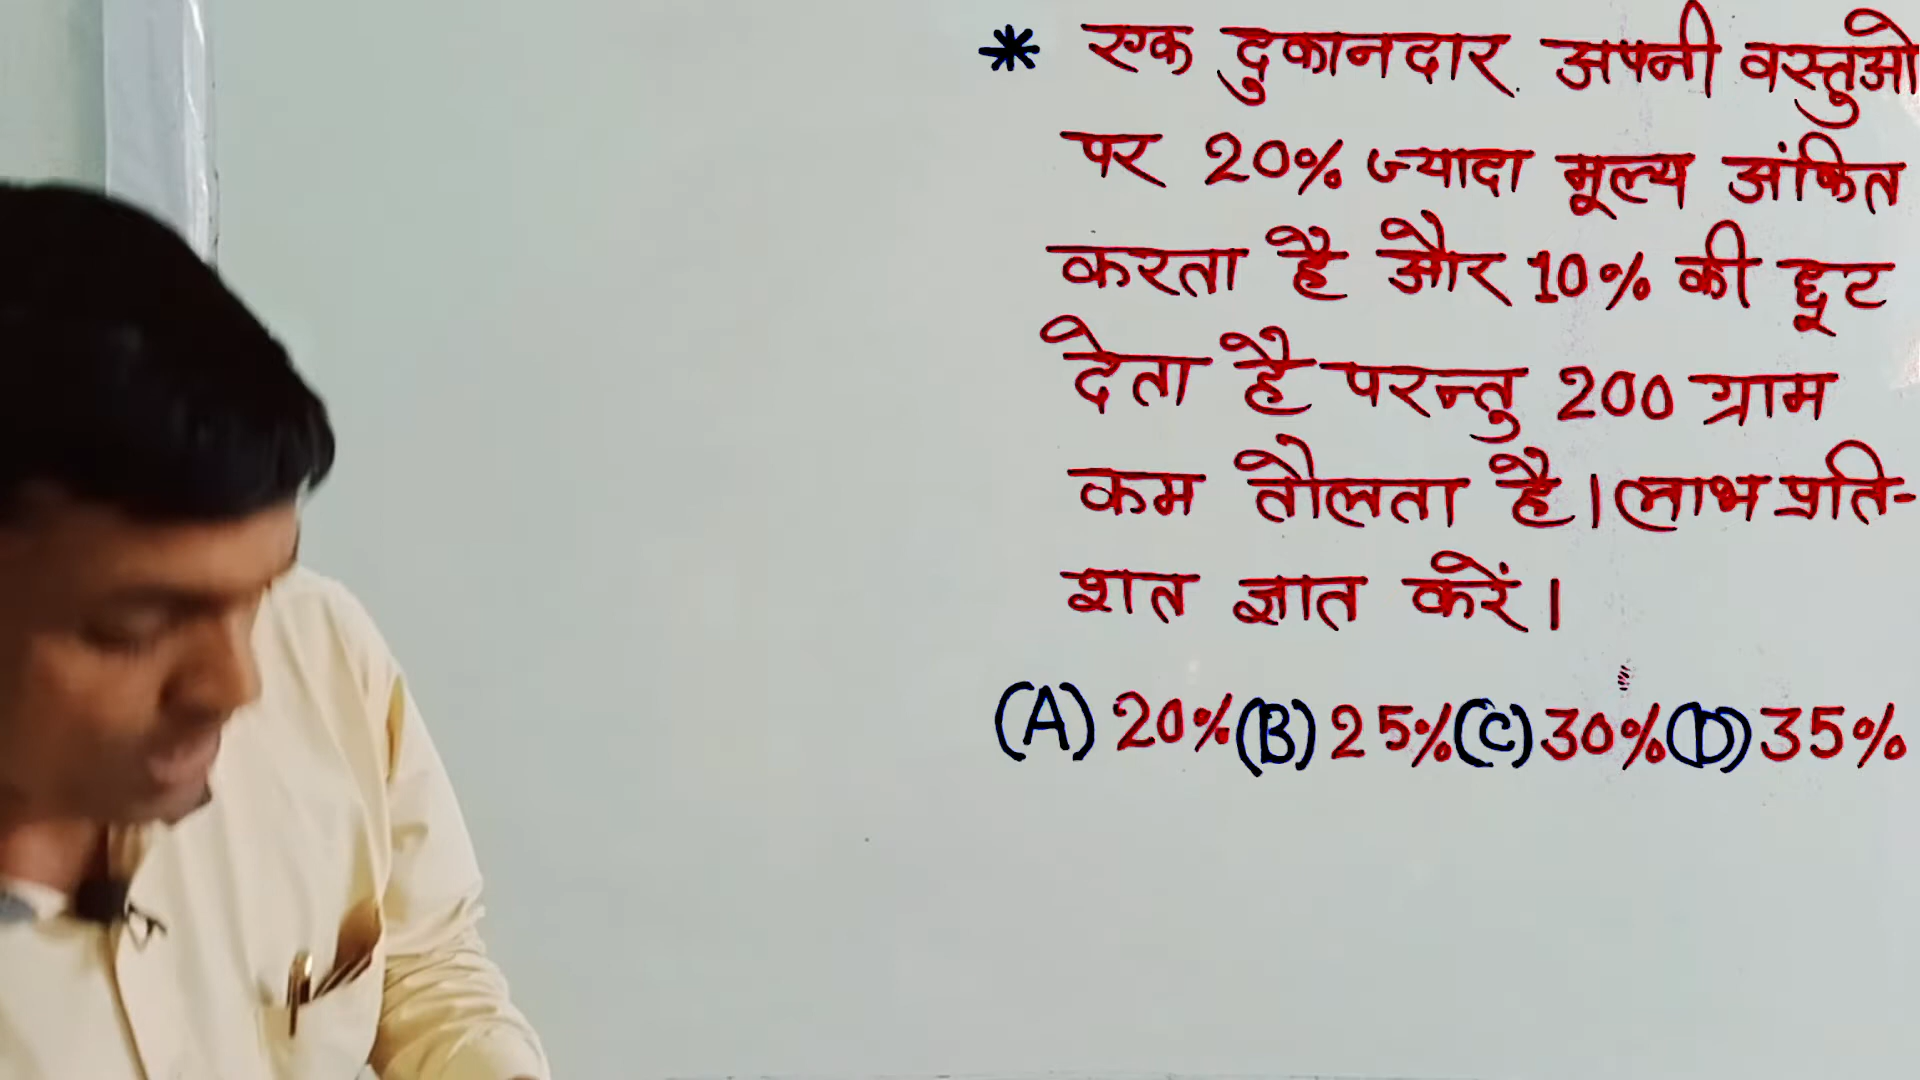 * एक दुकानदार अपनी वस्तुओ
पर 20% ज्यादा मूल्य अंकित
करता है और 10% की छूट
देता है परन्तु 200 ग्राम
कम तौलता है। लाभ प्रति-
शत ज्ञात करें।
(A) 20% (B) 25% (C) 30% (D) 35%